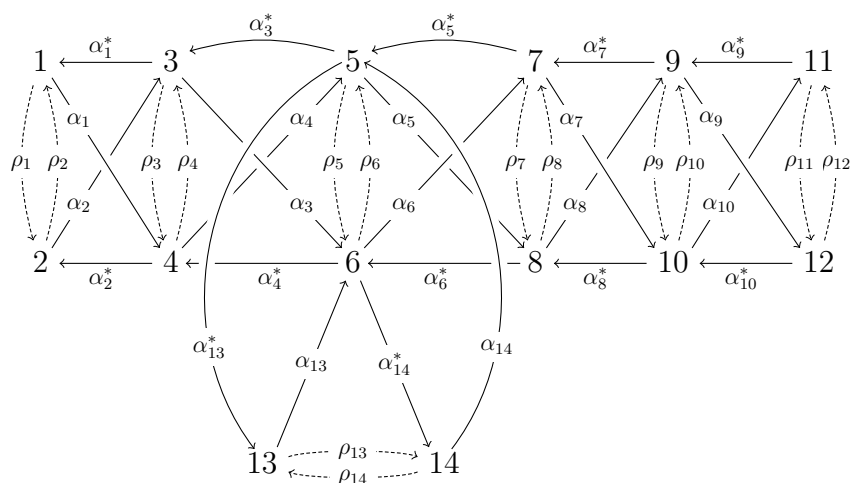 α₃* α₅*
α₁* α₇* α₉*
1 3 5 7 9 11
α₁ α₄ α₅ α₇ α₉
ρ₁ ρ₂ ρ₃ ρ₄ ρ₅ ρ₆ ρ₇ ρ₈ ρ₉ ρ₁₀ ρ₁₁ ρ₁₂
α₂ α₃ α₆ α₈ α₁₀
2 4 6 8 10 12
α₂* α₄* α₆* α₈* α₁₀*
α₁₃* α₁₃ α₁₄* α₁₄
13 ρ₁₃ 14
ρ₁₄